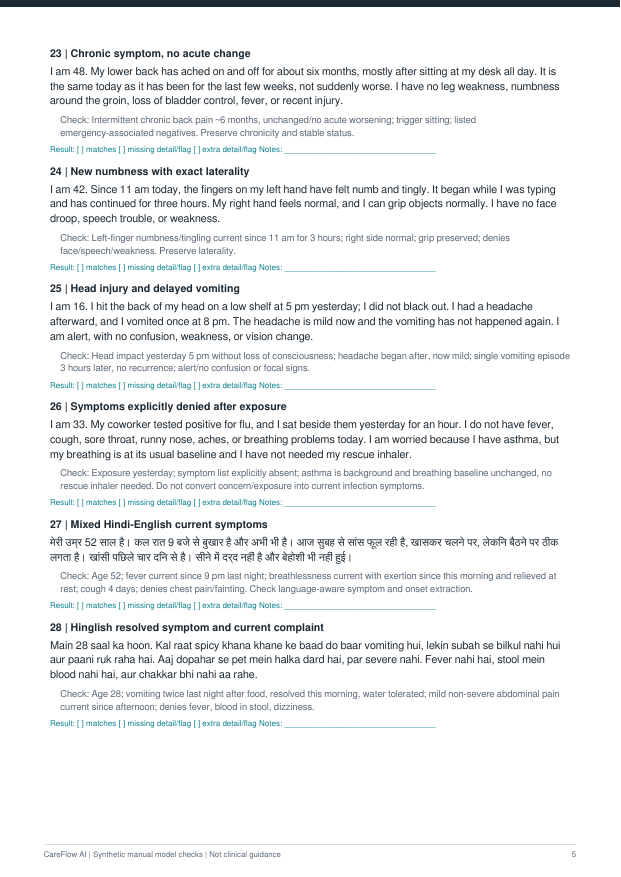 23 | Chronic symptom, no acute change
I am 48. My lower back has ached on and off for about six months, mostly after sitting at my desk all day. It is
the same today as it has been for the last few weeks, not suddenly worse. I have no leg weakness, numbness
around the groin, loss of bladder control, fever, or recent injury.
Check: Intermittent chronic back pain ~6 months, unchanged/no acute worsening; trigger sitting; listed
emergency-associated negatives. Preserve chronicity and stable status.
Result: [ ] matches [ ] missing detail/flag [ ] extra detail/flag Notes: ___________________________________
24 | New numbness with exact laterality
I am 42. Since 11 am today, the fingers on my left hand have felt numb and tingly. It began while I was typing
and has continued for three hours. My right hand feels normal, and I can grip objects normally. I have no face
droop, speech trouble, or weakness.
Check: Left-finger numbness/tingling current since 11 am for 3 hours; right side normal; grip preserved; denies
face/speech/weakness. Preserve laterality.
Result: [ ] matches [ ] missing detail/flag [ ] extra detail/flag Notes: ___________________________________
25 | Head injury and delayed vomiting
I am 16. I hit the back of my head on a low shelf at 5 pm yesterday; I did not black out. I had a headache
afterward, and I vomited once at 8 pm. The headache is mild now and the vomiting has not happened again. I
am alert, with no confusion, weakness, or vision change.
Check: Head impact yesterday 5 pm without loss of consciousness; headache began after, now mild; single vomiting episode
3 hours later, no recurrence; alert/no confusion or focal signs.
Result: [ ] matches [ ] missing detail/flag [ ] extra detail/flag Notes: ___________________________________
26 | Symptoms explicitly denied after exposure
I am 33. My coworker tested positive for flu, and I sat beside them yesterday for an hour. I do not have fever,
cough, sore throat, runny nose, aches, or breathing problems today. I am worried because I have asthma, but
my breathing is at its usual baseline and I have not needed my rescue inhaler.
Check: Exposure yesterday; symptom list explicitly absent; asthma is background and breathing baseline unchanged, no
rescue inhaler needed. Do not convert concern/exposure into current infection symptoms.
Result: [ ] matches [ ] missing detail/flag [ ] extra detail/flag Notes: ___________________________________
27 | Mixed Hindi-English current symptoms
मेरी उम्र 52 साल है। कल रात 9 बजे से बुखार है और अभी भी है। आज सुबह से सांस फूल रही है, खासकर चलने पर, लेकिन बैठने पर ठीक
लगता है। खांसी पिछले चार दिन से है। सीने में दर्द नहीं है और बेहोशी भी नहीं हुई।
Check: Age 52; fever current since 9 pm last night; breathlessness current with exertion since this morning and relieved at
rest; cough 4 days; denies chest pain/fainting. Check language-aware symptom and onset extraction.
Result: [ ] matches [ ] missing detail/flag [ ] extra detail/flag Notes: ___________________________________
28 | Hinglish resolved symptom and current complaint
Main 28 saal ka hoon. Kal raat spicy khana khane ke baad do baar vomiting hui, lekin subah se bilkul nahi hui
aur paani ruk raha hai. Aaj dopahar se pet mein halka dard hai, par severe nahi. Fever nahi hai, stool mein
blood nahi hai, aur chakkar bhi nahi aa rahe.
Check: Age 28; vomiting twice last night after food, resolved this morning, water tolerated; mild non-severe abdominal pain
current since afternoon; denies fever, blood in stool, dizziness.
Result: [ ] matches [ ] missing detail/flag [ ] extra detail/flag Notes: ___________________________________
CareFlow AI | Synthetic manual model checks | Not clinical guidance
5